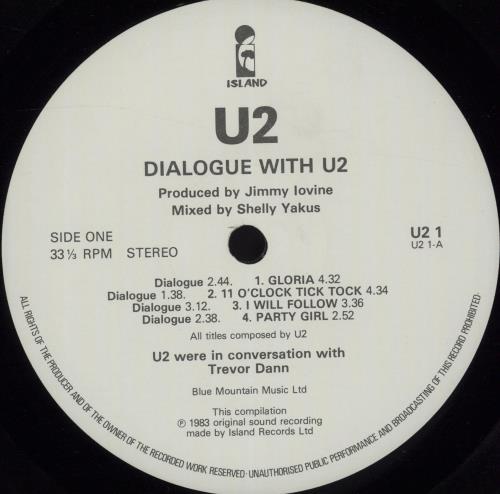 ISLAND
U2
DIALOGUE WITH U2
Produced by Jimmy Iovine
Mixed by Shelly Yakus
SIDE ONE
33⅓ RPM STEREO
U2 1
U2 1-A
Dialogue 2.44. 1. GLORIA 4.32
Dialogue 1.38. 2. 11 O'CLOCK TICK TOCK 4.34
Dialogue 3.12. 3. I WILL FOLLOW 3.36
Dialogue 2.38. 4. PARTY GIRL 2.52
All titles composed by U2
U2 were in conversation with
Trevor Dann
Blue Mountain Music Ltd
This compilation
℗ 1983 original sound recording
made by Island Records Ltd
ALL RIGHTS OF THE PRODUCER AND OF THE OWNER OF THE RECORDED WORK RESERVED · UNAUTHORISED PUBLIC PERFORMANCE AND BROADCASTING OF THIS RECORD PROHIBITED ·